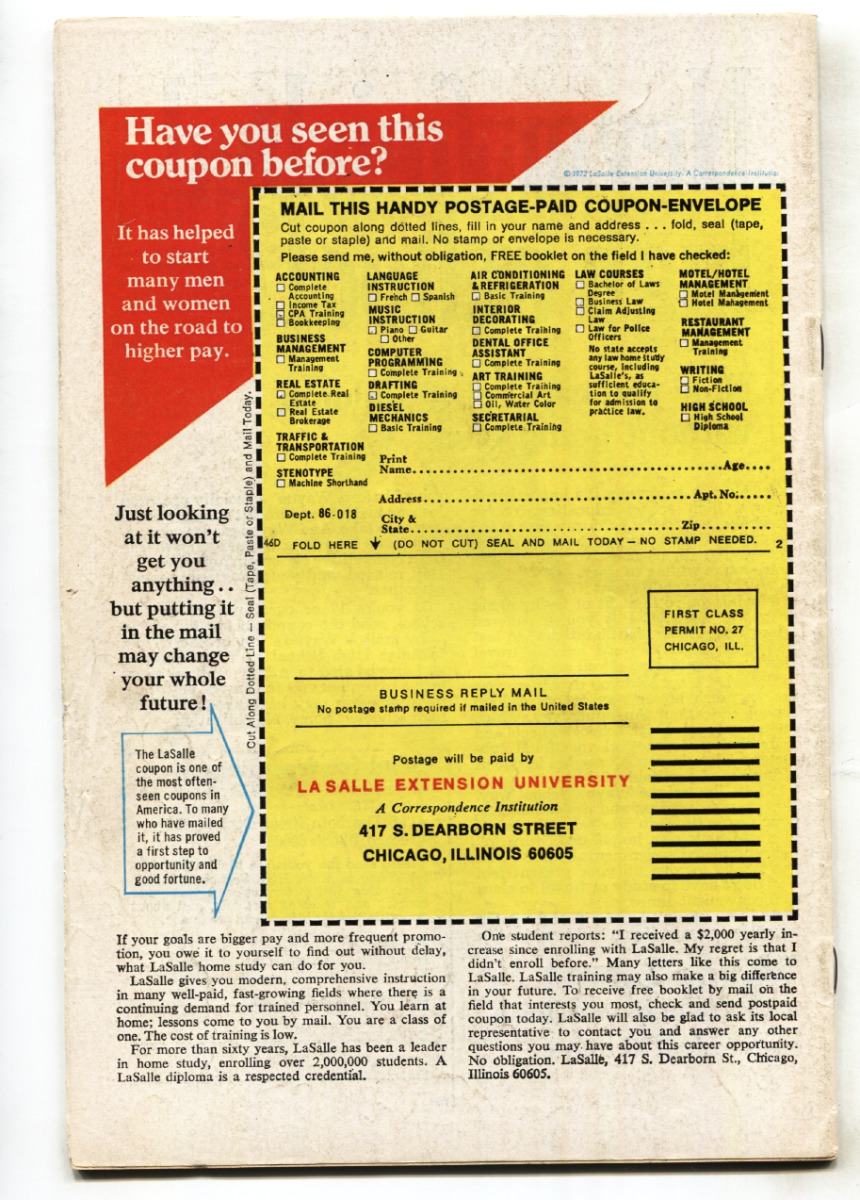 Have you seen this
coupon before?
© 1972 LaSalle Extension University. A Correspondence Institution
It has helped
to start
many men
and women
on the road to
higher pay.
MAIL THIS HANDY POSTAGE-PAID COUPON-ENVELOPE
Cut coupon along dotted lines, fill in your name and address . . . fold, seal (tape,
paste or staple) and mail. No stamp or envelope is necessary.
Please send me, without obligation, FREE booklet on the field I have checked:
ACCOUNTING
Complete
Accounting
Income Tax
CPA Training
Bookkeeping
BUSINESS
MANAGEMENT
Management
Training
REAL ESTATE
Complete Real
Estate
Real Estate
Brokerage
TRAFFIC &
TRANSPORTATION
Complete Training
STENOTYPE
Machine Shorthand
LANGUAGE
INSTRUCTION
French Spanish
MUSIC
INSTRUCTION
Piano Guitar
Other
COMPUTER
PROGRAMMING
Complete Training
DRAFTING
Complete Training
DIESEL
MECHANICS
Basic Training
AIR CONDITIONING
& REFRIGERATION
Basic Training
INTERIOR
DECORATING
Complete Training
DENTAL OFFICE
ASSISTANT
Complete Training
ART TRAINING
Complete Training
Commercial Art
Oil, Water Color
SECRETARIAL
Complete Training
LAW COURSES
Bachelor of Laws
Degree
Business Law
Claim Adjusting
Law
Law for Police
Officers
No state accepts
any law home study
course, including
LaSalle's, as
sufficient educa-
tion to qualify
for admission to
practice law.
MOTEL/HOTEL
MANAGEMENT
Motel Management
Hotel Management
RESTAURANT
MANAGEMENT
Management
Training
WRITING
Fiction
Non-Fiction
HIGH SCHOOL
High School
Diploma
Print
Name Age
Address Apt. No.
Dept. 86-018
City &
State Zip
46D FOLD HERE (DO NOT CUT) SEAL AND MAIL TODAY — NO STAMP NEEDED. 2
Cut Along Dotted Line — Seal (Tape, Paste or Staple) and Mail Today.
Just looking
at it won't
get you
anything . .
but putting it
in the mail
may change
your whole
future!
The LaSalle
coupon is one of
the most often-
seen coupons in
America. To many
who have mailed
it, it has proved
a first step to
opportunity and
good fortune.
FIRST CLASS
PERMIT NO. 27
CHICAGO, ILL.
BUSINESS REPLY MAIL
No postage stamp required if mailed in the United States
Postage will be paid by
LA SALLE EXTENSION UNIVERSITY
A Correspondence Institution
417 S. DEARBORN STREET
CHICAGO, ILLINOIS 60605
If your goals are bigger pay and more frequent promo-
tion, you owe it to yourself to find out without delay,
what LaSalle home study can do for you.
LaSalle gives you modern, comprehensive instruction
in many well-paid, fast-growing fields where there is a
continuing demand for trained personnel. You learn at
home; lessons come to you by mail. You are a class of
one. The cost of training is low.
For more than sixty years, LaSalle has been a leader
in home study, enrolling over 2,000,000 students. A
LaSalle diploma is a respected credential.
One student reports: "I received a $2,000 yearly in-
crease since enrolling with LaSalle. My regret is that I
didn't enroll before." Many letters like this come to
LaSalle. LaSalle training may also make a big difference
in your future. To receive free booklet by mail on the
field that interests you most, check and send postpaid
coupon today. LaSalle will also be glad to ask its local
representative to contact you and answer any other
questions you may have about this career opportunity.
No obligation. LaSalle, 417 S. Dearborn St., Chicago,
Illinois 60605.